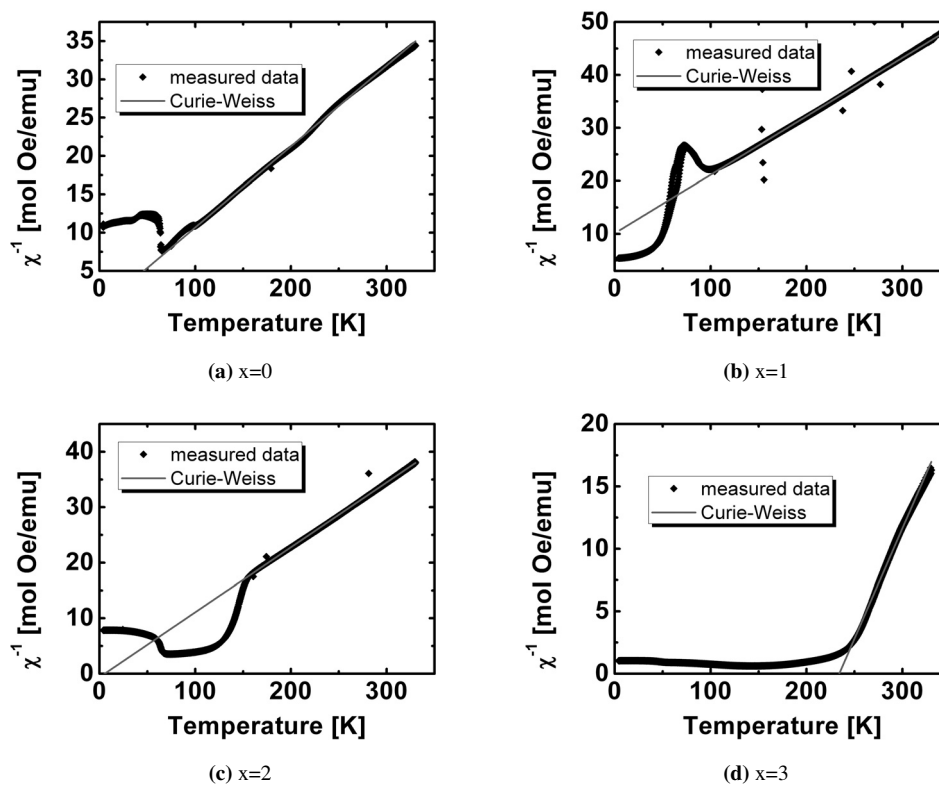 35
30
25
20
15
10
5
0
100
200
300
measured data
Curie-Weiss
χ⁻¹ [mol Oe/emu]
Temperature [K]
(a) x=0
50
40
30
20
10
0
0
100
200
300
measured data
Curie-Weiss
χ⁻¹ [mol Oe/emu]
Temperature [K]
(b) x=1
40
30
20
10
0
0
100
200
300
measured data
Curie-Weiss
χ⁻¹ [mol Oe/emu]
Temperature [K]
(c) x=2
20
15
10
5
0
0
100
200
300
measured data
Curie-Weiss
χ⁻¹ [mol Oe/emu]
Temperature [K]
(d) x=3